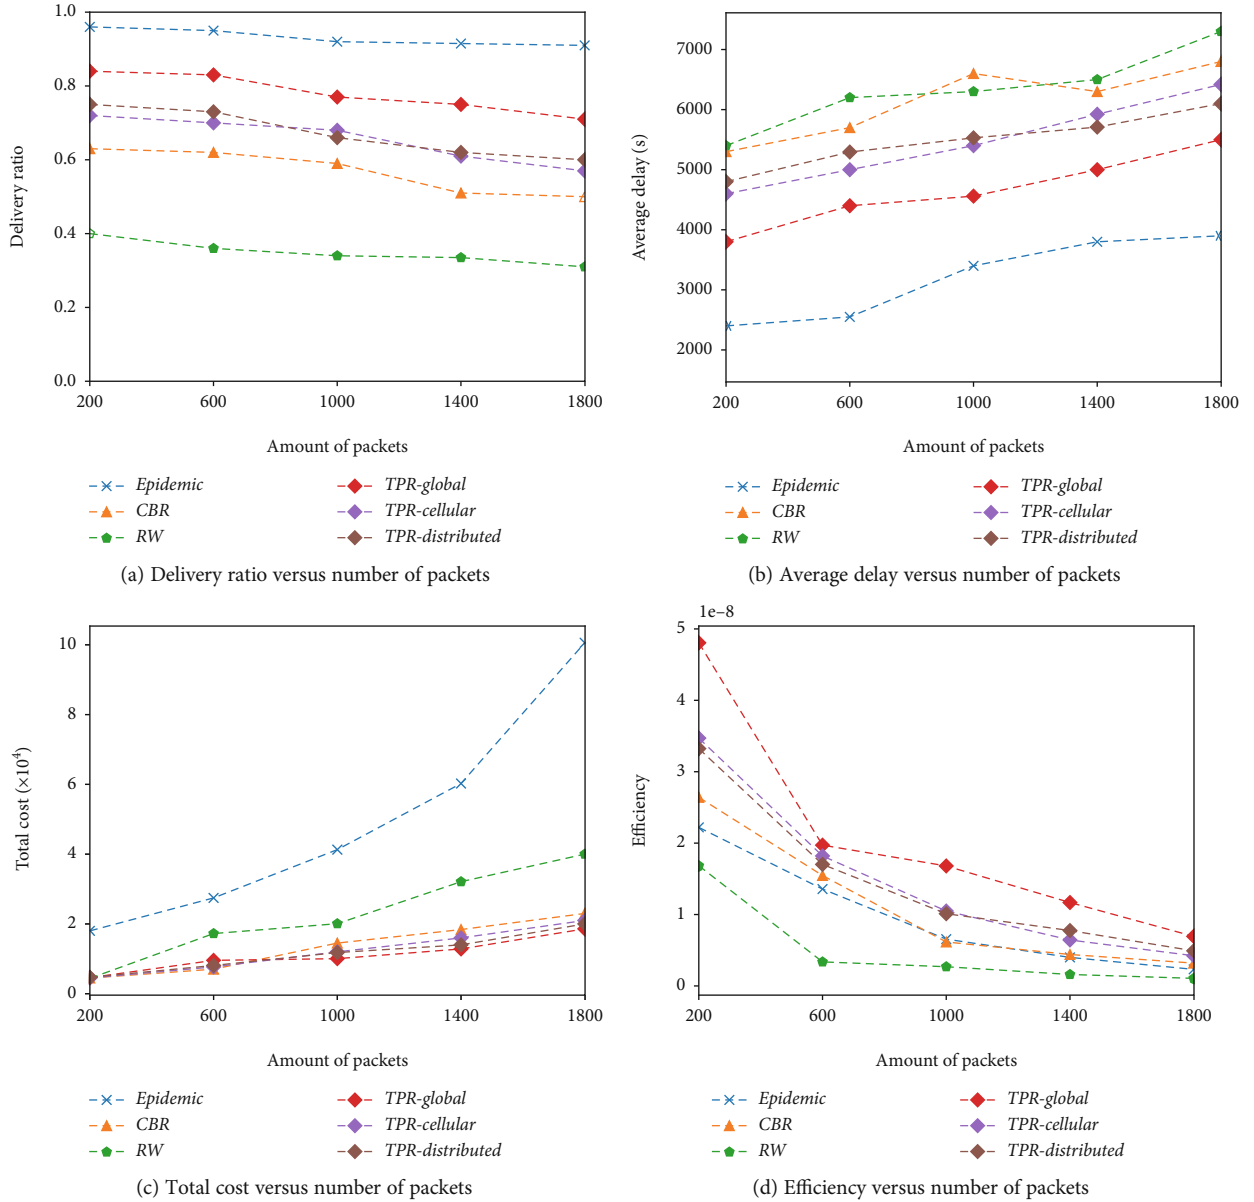 1.0
0.8
0.6
0.4
0.2
0.0
Delivery ratio
200 600 1000 1400 1800
Amount of packets
Epidemic TPR-global
CBR TPR-cellular
RW TPR-distributed
(a) Delivery ratio versus number of packets
7000
6000
5000
4000
3000
2000
Average delay (s)
200 600 1000 1400 1800
Amount of packets
Epidemic TPR-global
CBR TPR-cellular
RW TPR-distributed
(b) Average delay versus number of packets
10
8
6
4
2
0
Total cost (×10⁴)
200 600 1000 1400 1800
Amount of packets
Epidemic TPR-global
CBR TPR-cellular
RW TPR-distributed
(c) Total cost versus number of packets
1e–8
5
4
3
2
1
0
Efficiency
200 600 1000 1400 1800
Amount of packets
Epidemic TPR-global
CBR TPR-cellular
RW TPR-distributed
(d) Efficiency versus number of packets